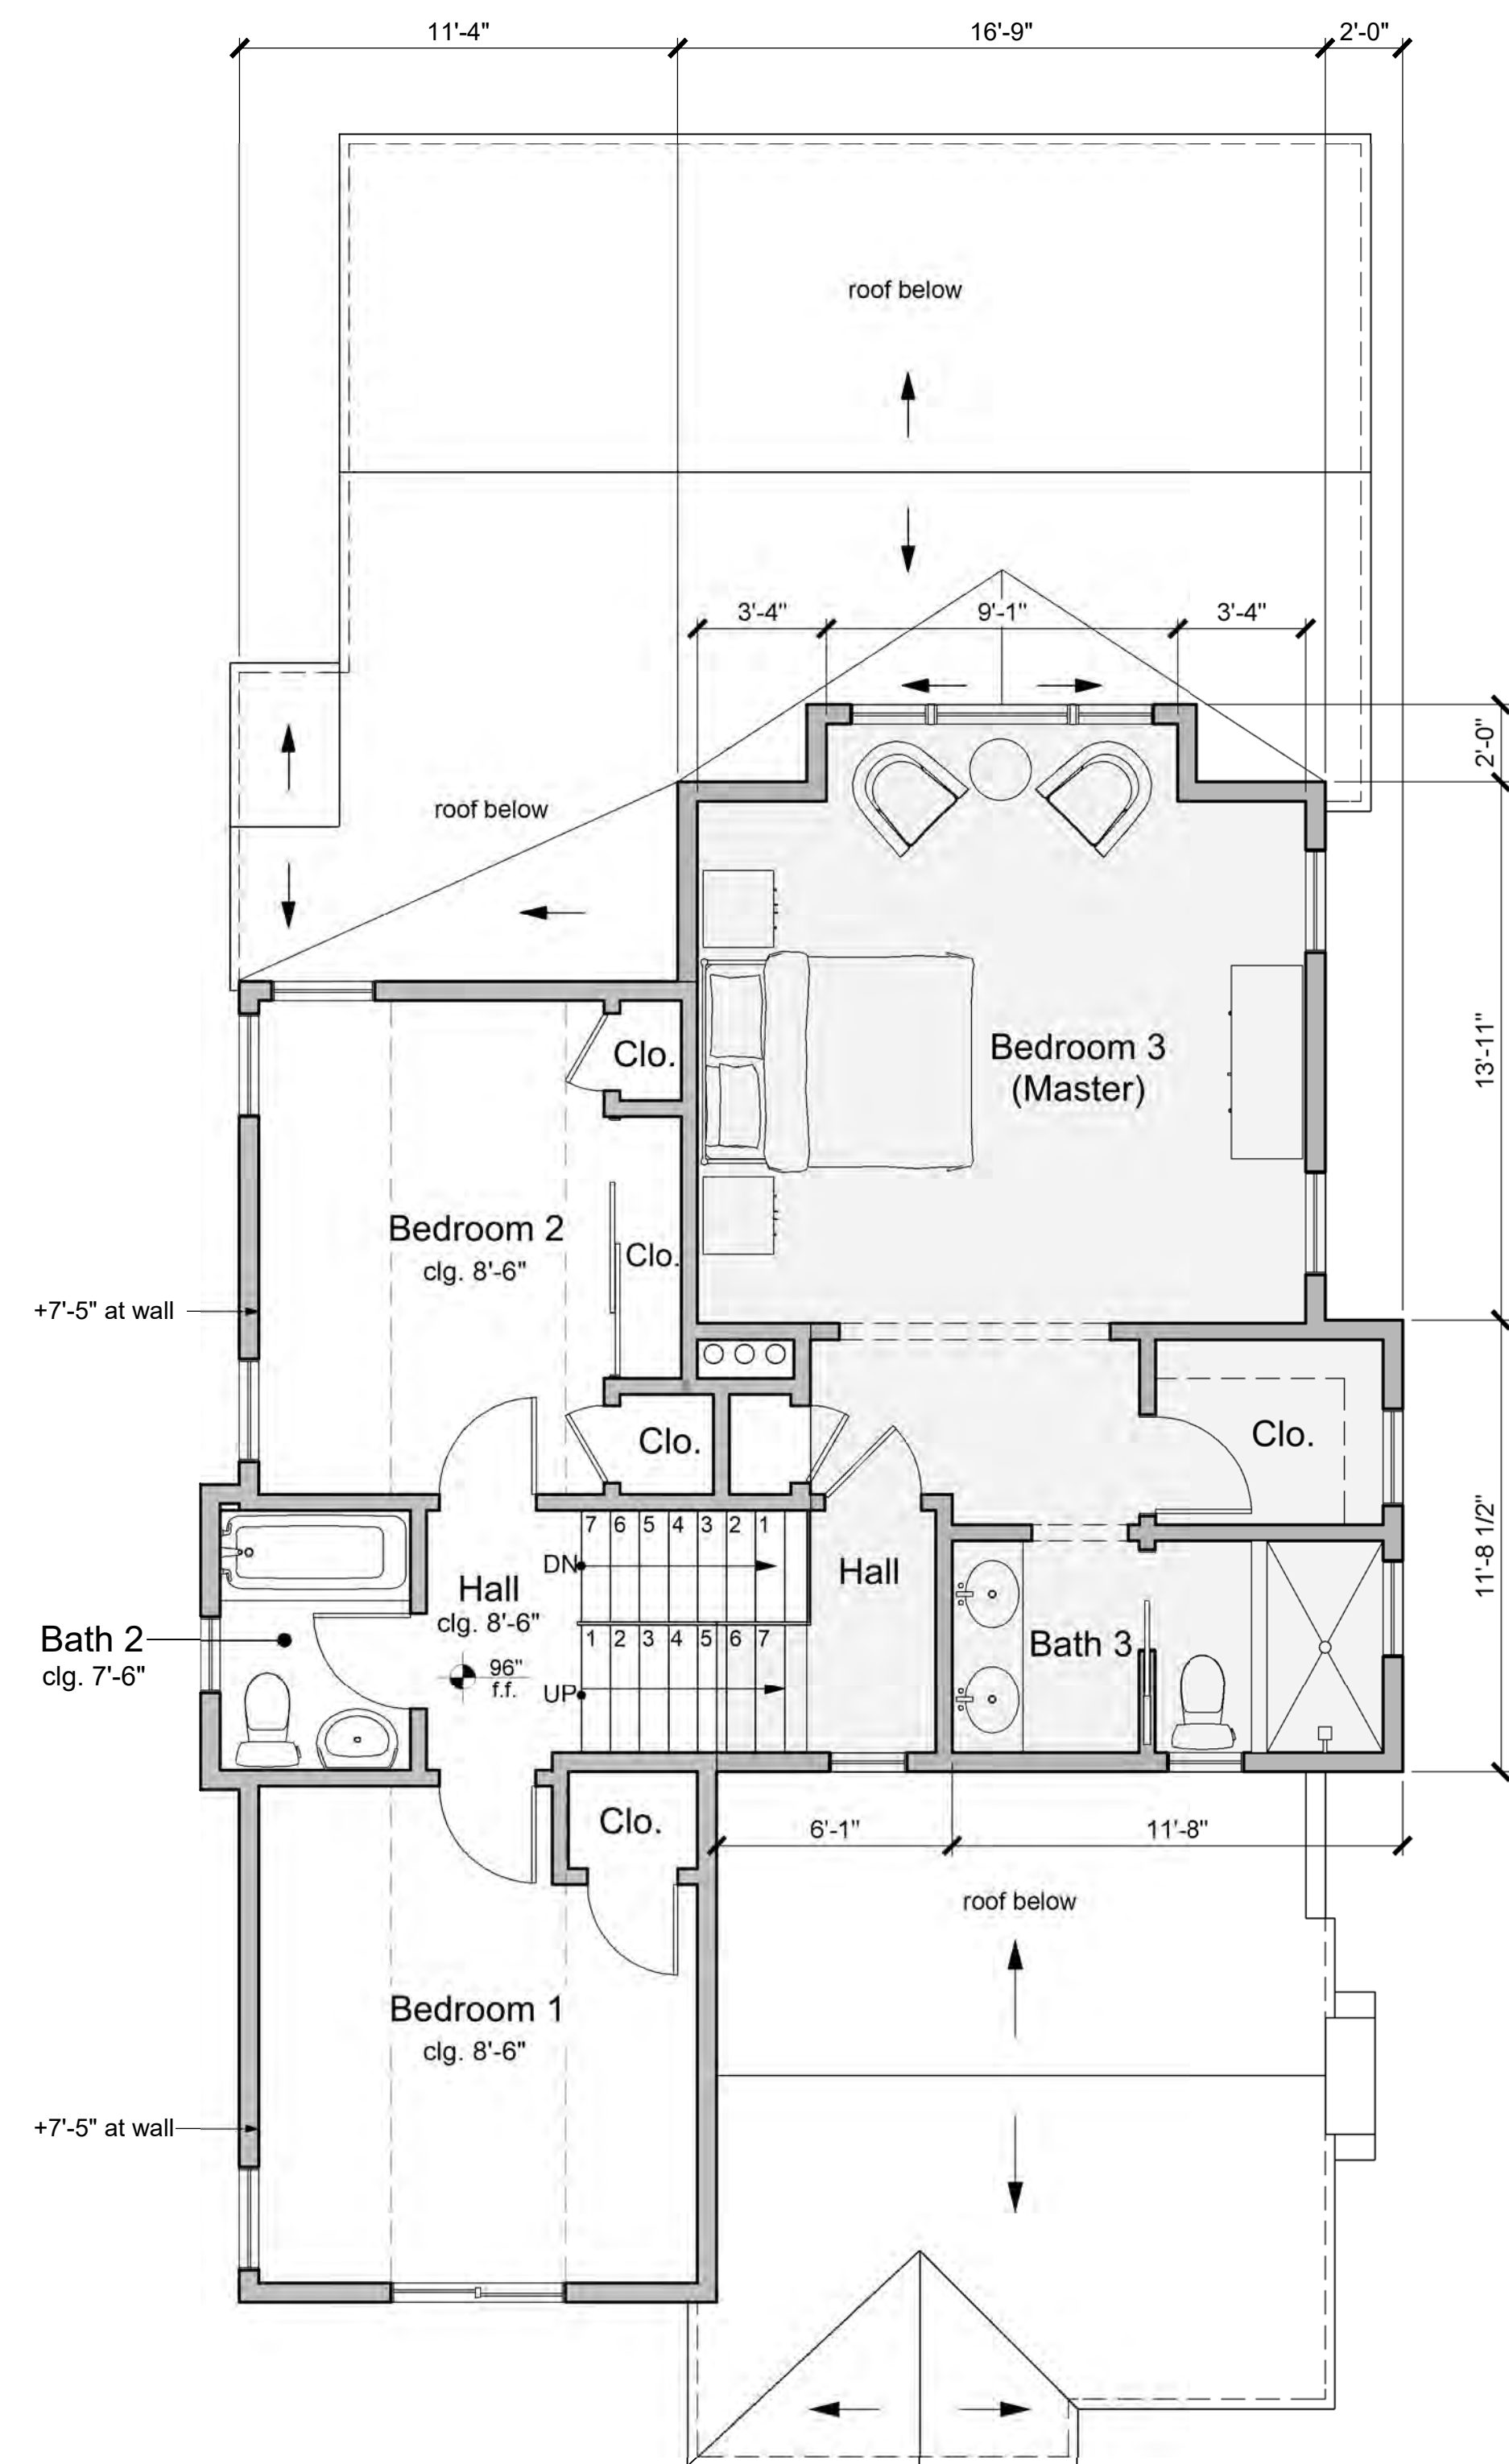 11'-4"
16'-9"
2'-0"
roof below
3'-4"
9'-1"
3'-4"
2'-0"
roof below
Clo.
Bedroom 3
(Master)
13'-11"
Bedroom 2
clg. 8'-6"
Clo.
+7'-5" at wall
Clo.
Clo.
7 6 5 4 3 2 1
DN
Hall
clg. 8'-6"
Hall
11'-8 1/2"
Bath 2
clg. 7'-6"
1 2 3 4 5 6 7
96"
f.f.
UP
Bath 3
Clo.
6'-1"
11'-8"
roof below
Bedroom 1
clg. 8'-6"
+7'-5" at wall